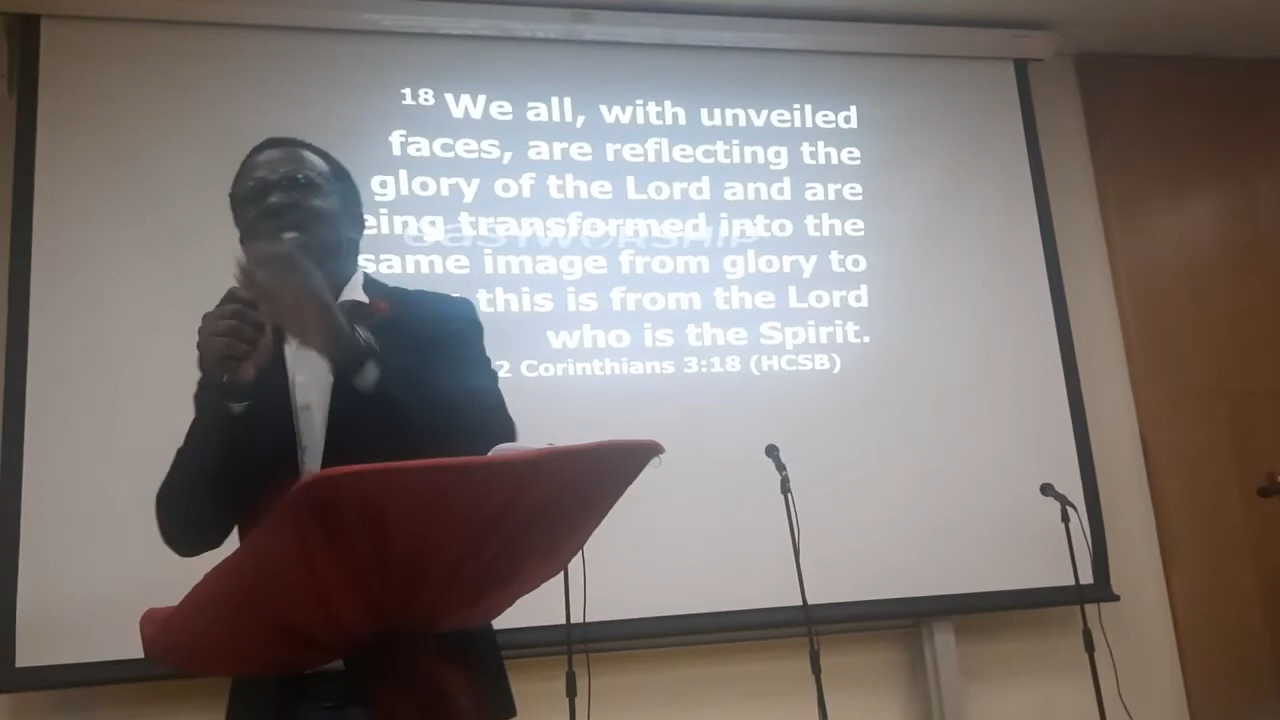 18 We all, with unveiled
faces, are reflecting the
glory of the Lord and are
eing transformed into the
same image from glory to
this is from the Lord
who is the Spirit.
2 Corinthians 3:18 (HCSB)
easyWORSHIP